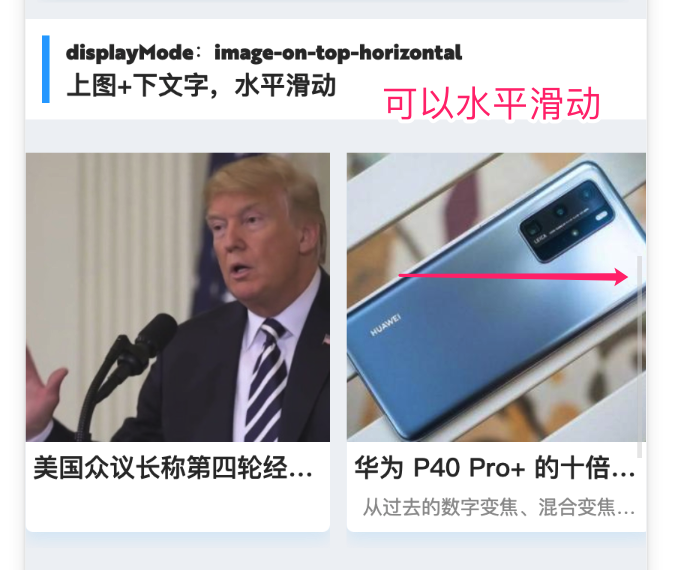 displayMode：image-on-top-horizontal
上图+下文字，水平滑动
可以水平滑动
LEICA
HUAWEI
美国众议长称第四轮经...
华为 P40 Pro+ 的十倍...
从过去的数字变焦、混合变焦...